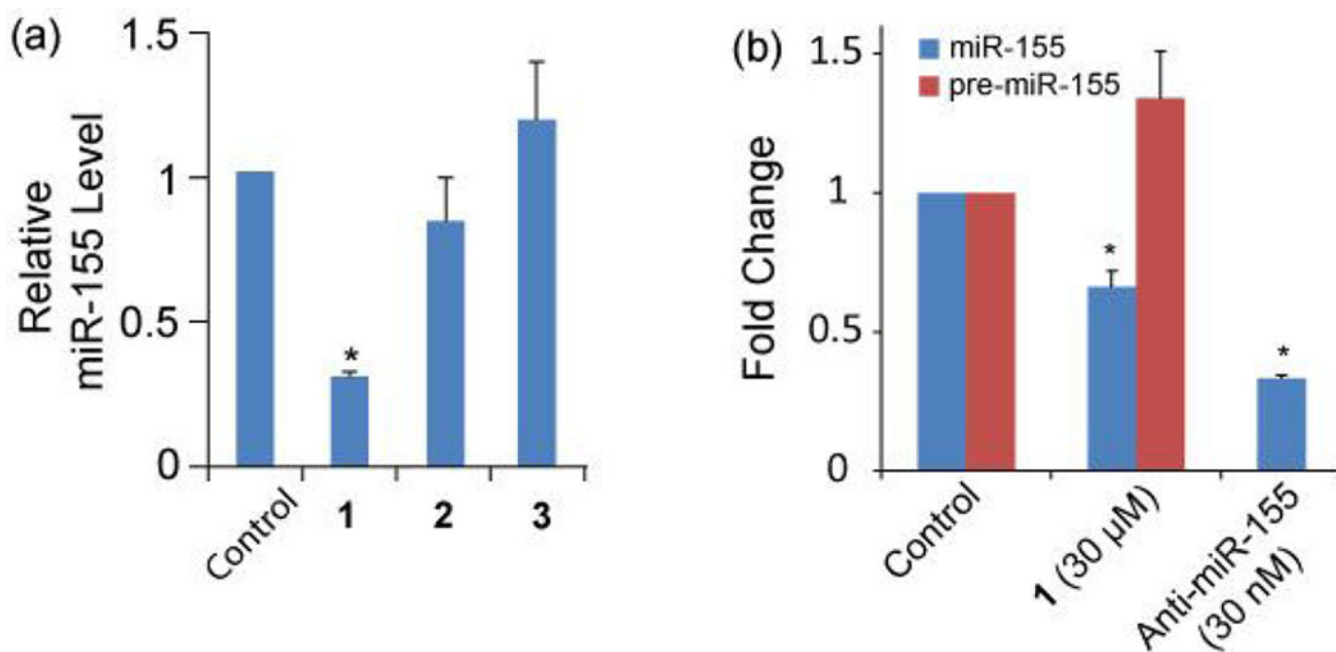 (a)
1.5
1
0.5
0
Relative
miR-155 Level
*
Control
1
2
3
(b)
miR-155
pre-miR-155
1.5
1
0.5
0
Fold Change
*
*
Control
1 (30 µM)
Anti-miR-155
(30 nM)